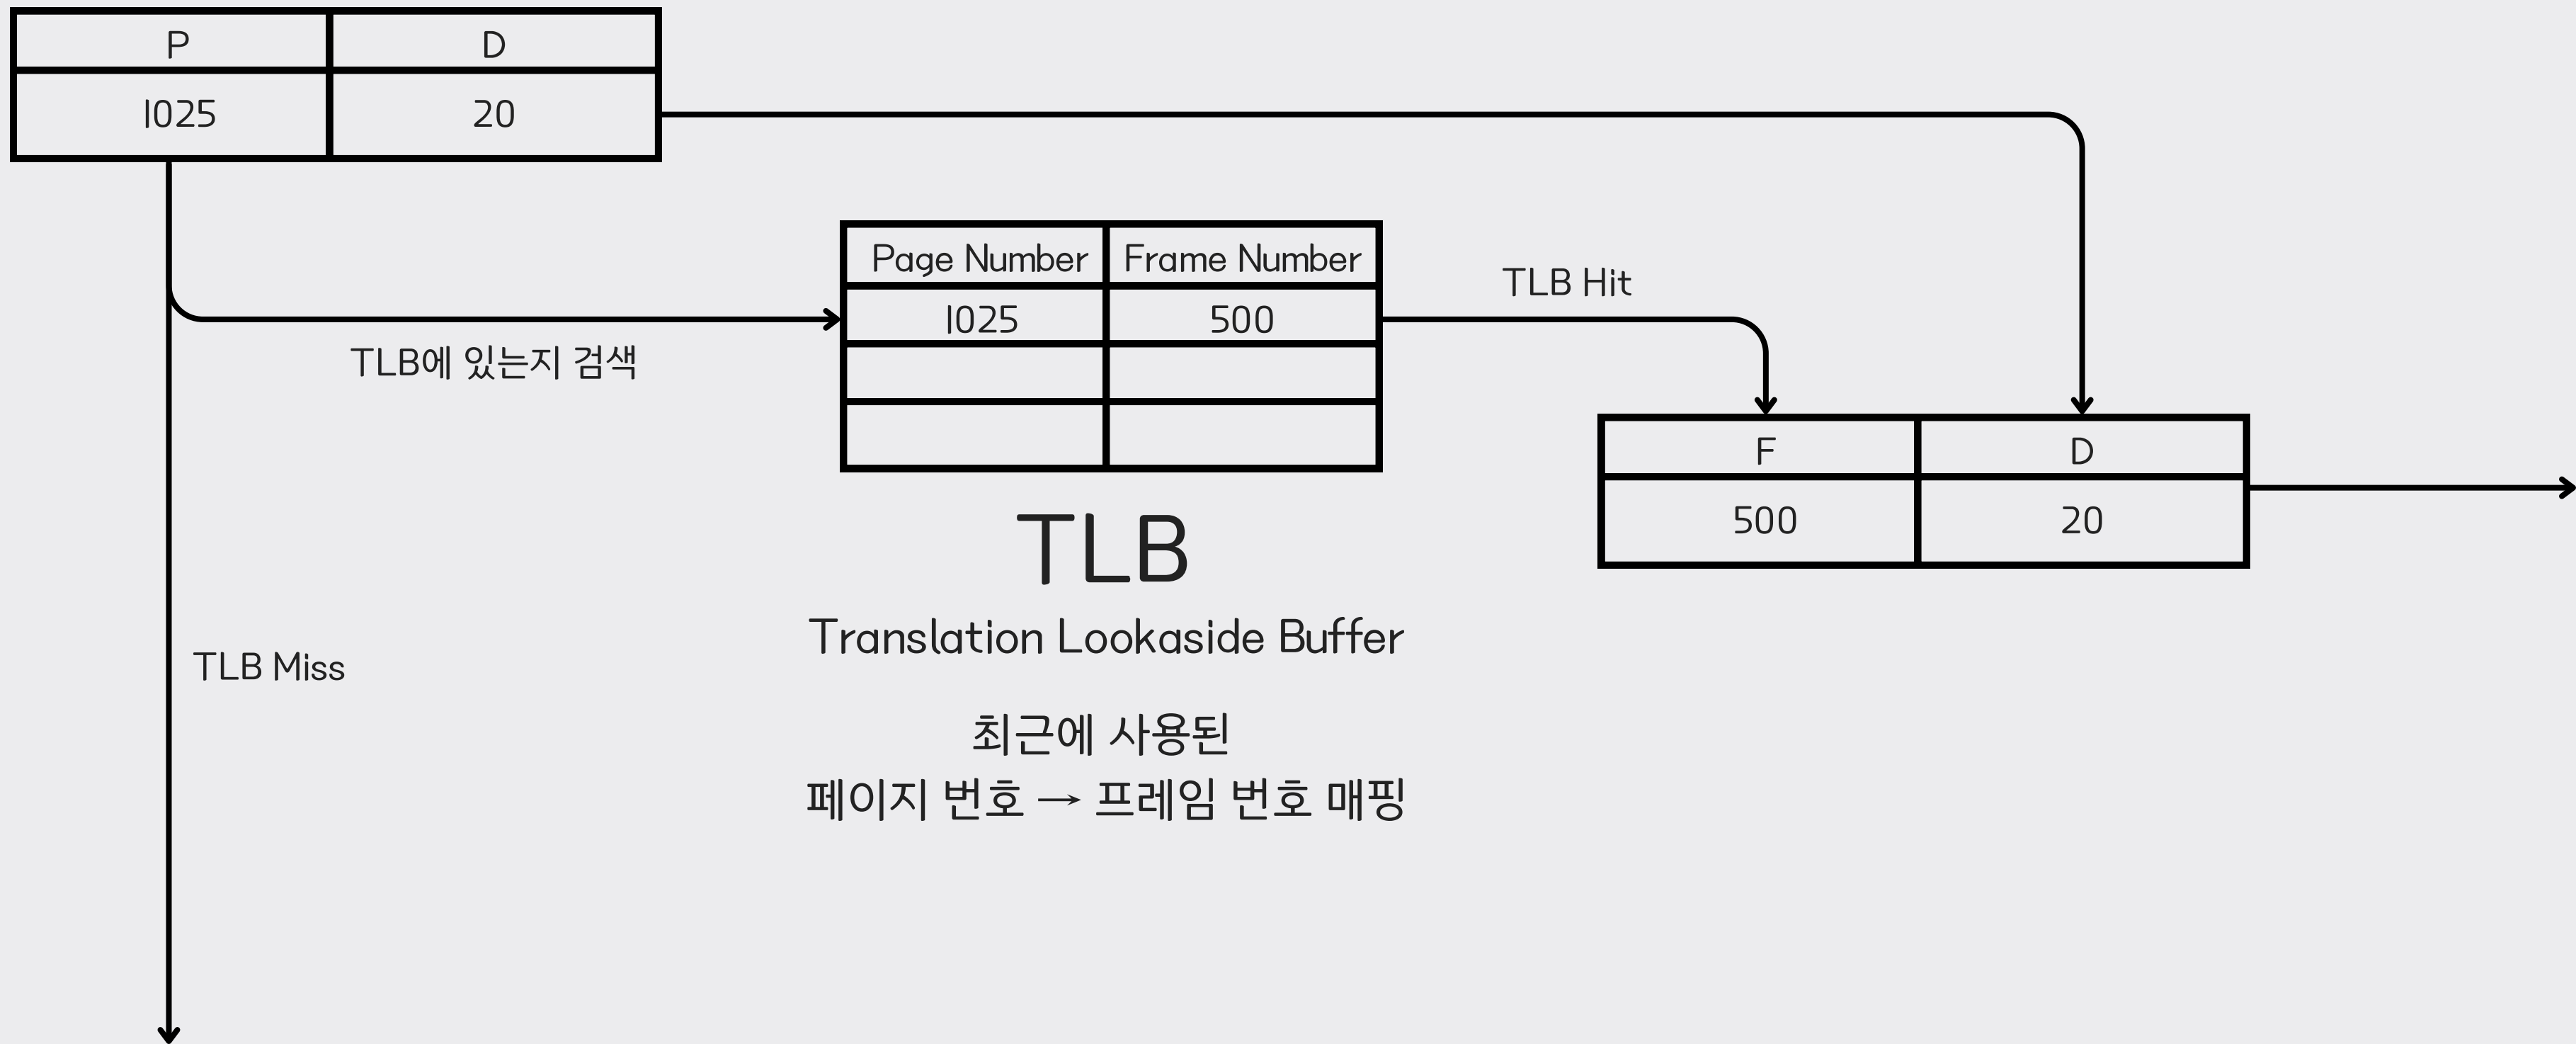 P D
1025 20
Page Number Frame Number
1025 500
TLB Hit
TLB에 있는지 검색
F D
500 20
TLB
Translation Lookaside Buffer
TLB Miss
최근에 사용된
페이지 번호 → 프레임 번호 매핑